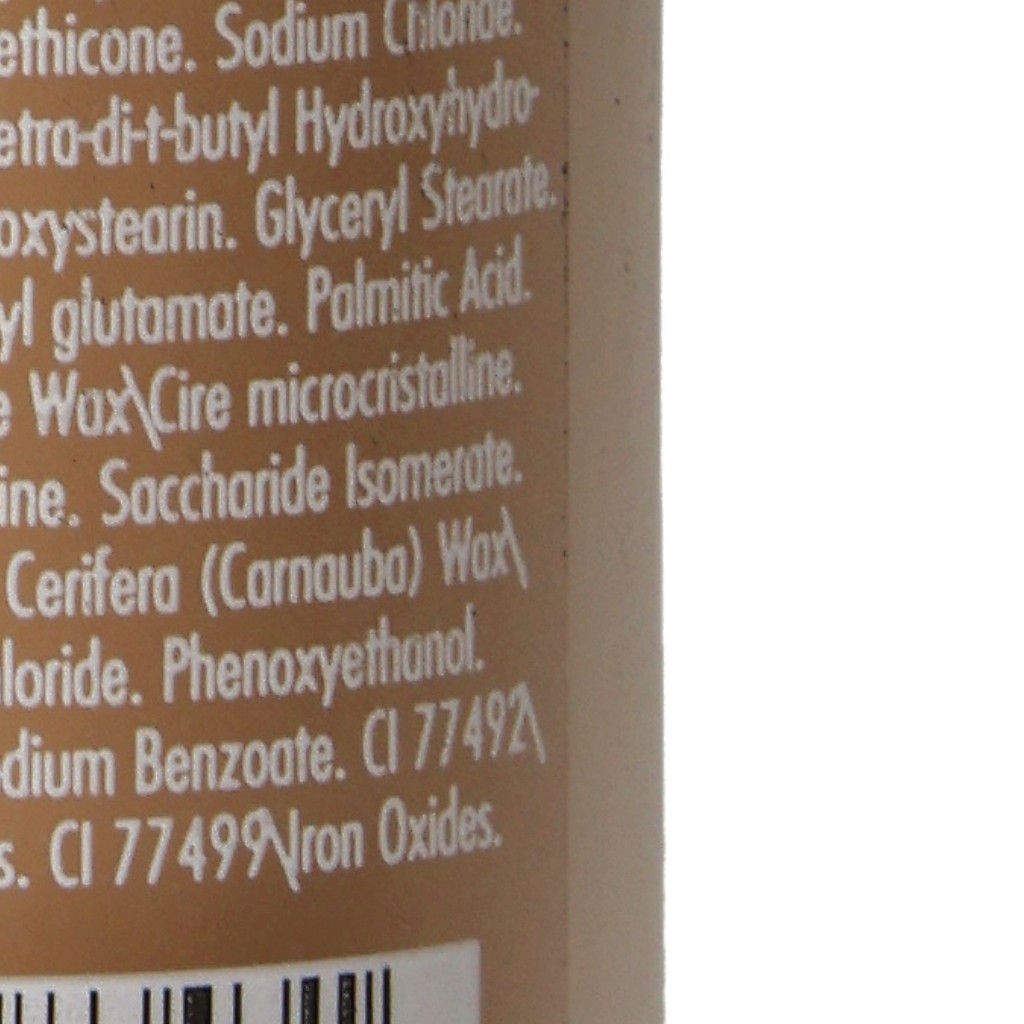 ethicone. Sodium Chloride.
etra-di-t-butyl Hydroxyhydro-
oxystearin. Glyceryl Stearate.
yl glutamate. Palmitic Acid.
e Wax\Cire microcristalline.
ine. Saccharide Isomerate.
Cerifera (Carnauba) Wax\
loride. Phenoxyethanol.
dium Benzoate. CI 77492\
s. CI 77499\Iron Oxides.